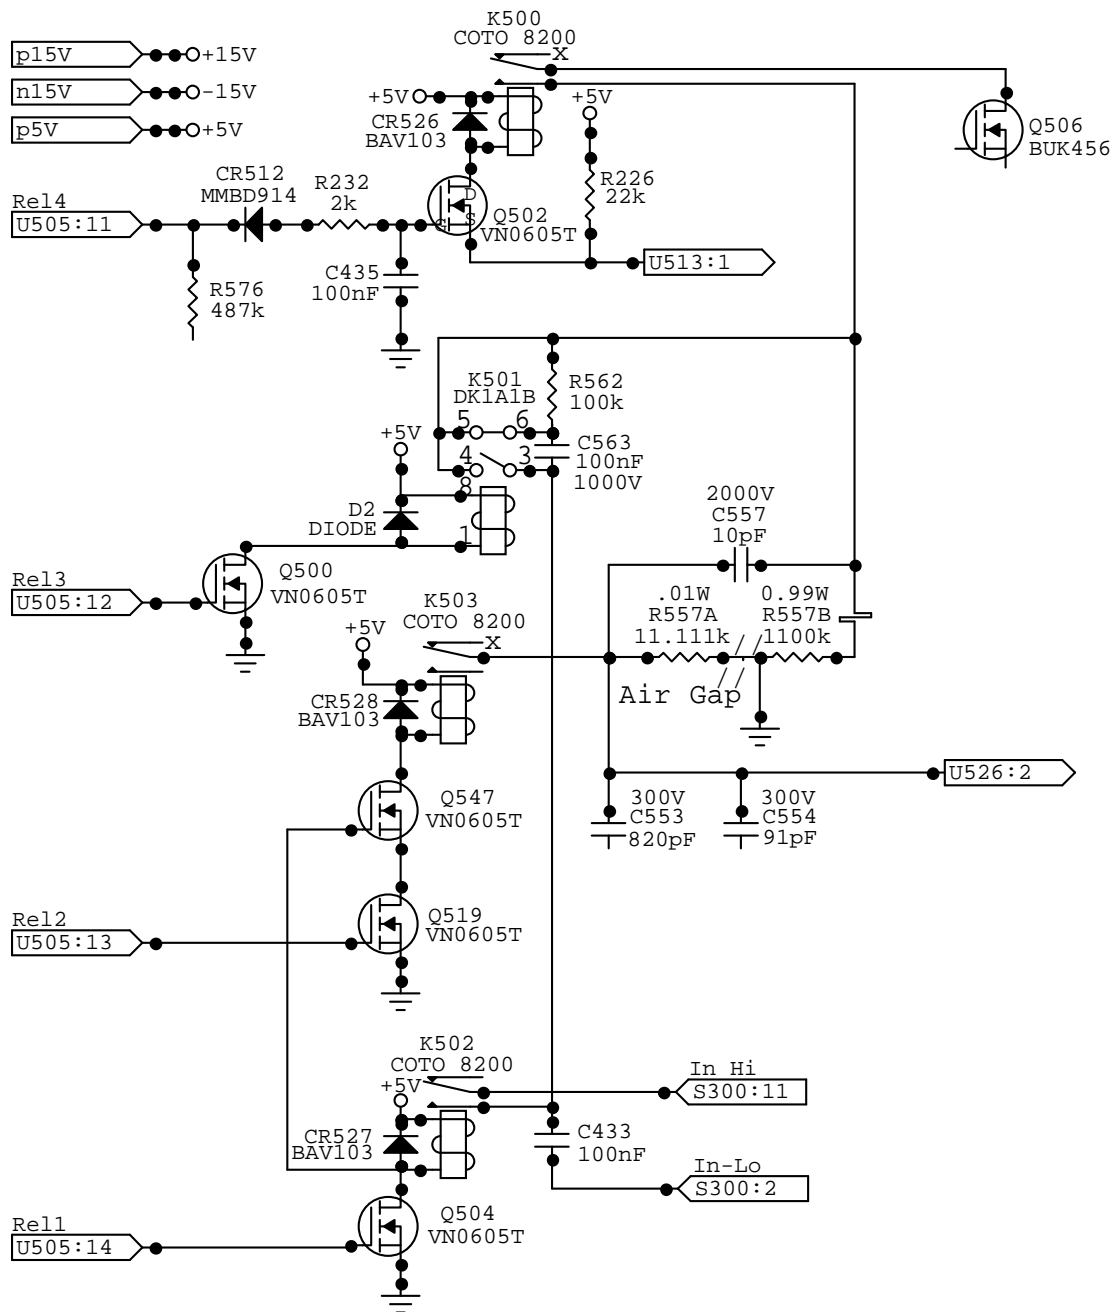 K500
COTO 8200
X
p15V
+15V
n15V
-15V
p5V
+5V
+5V
CR526
BAV103
+5V
Q506
BUK456
CR512
MMBD914
R232
2k
R226
22k
Rel4
U505:11
D
G
S
Q502
VN0605T
U513:1
R576
487k
C435
100nF
K501
DK1A1B
R562
100k
5
6
4
3
C563
100nF
1000V
+5V
8
1
D2
DIODE
2000V
C557
10pF
Rel3
U505:12
Q500
VN0605T
K503
COTO 8200
X
.01W
R557A
11.111k
0.99W
R557B
1100k
Air Gap
+5V
CR528
BAV103
U526:2
Q547
VN0605T
300V
C553
820pF
300V
C554
91pF
Rel2
U505:13
Q519
VN0605T
K502
COTO 8200
+5V
In Hi
S300:11
CR527
BAV103
C433
100nF
In-Lo
S300:2
Rel1
U505:14
Q504
VN0605T